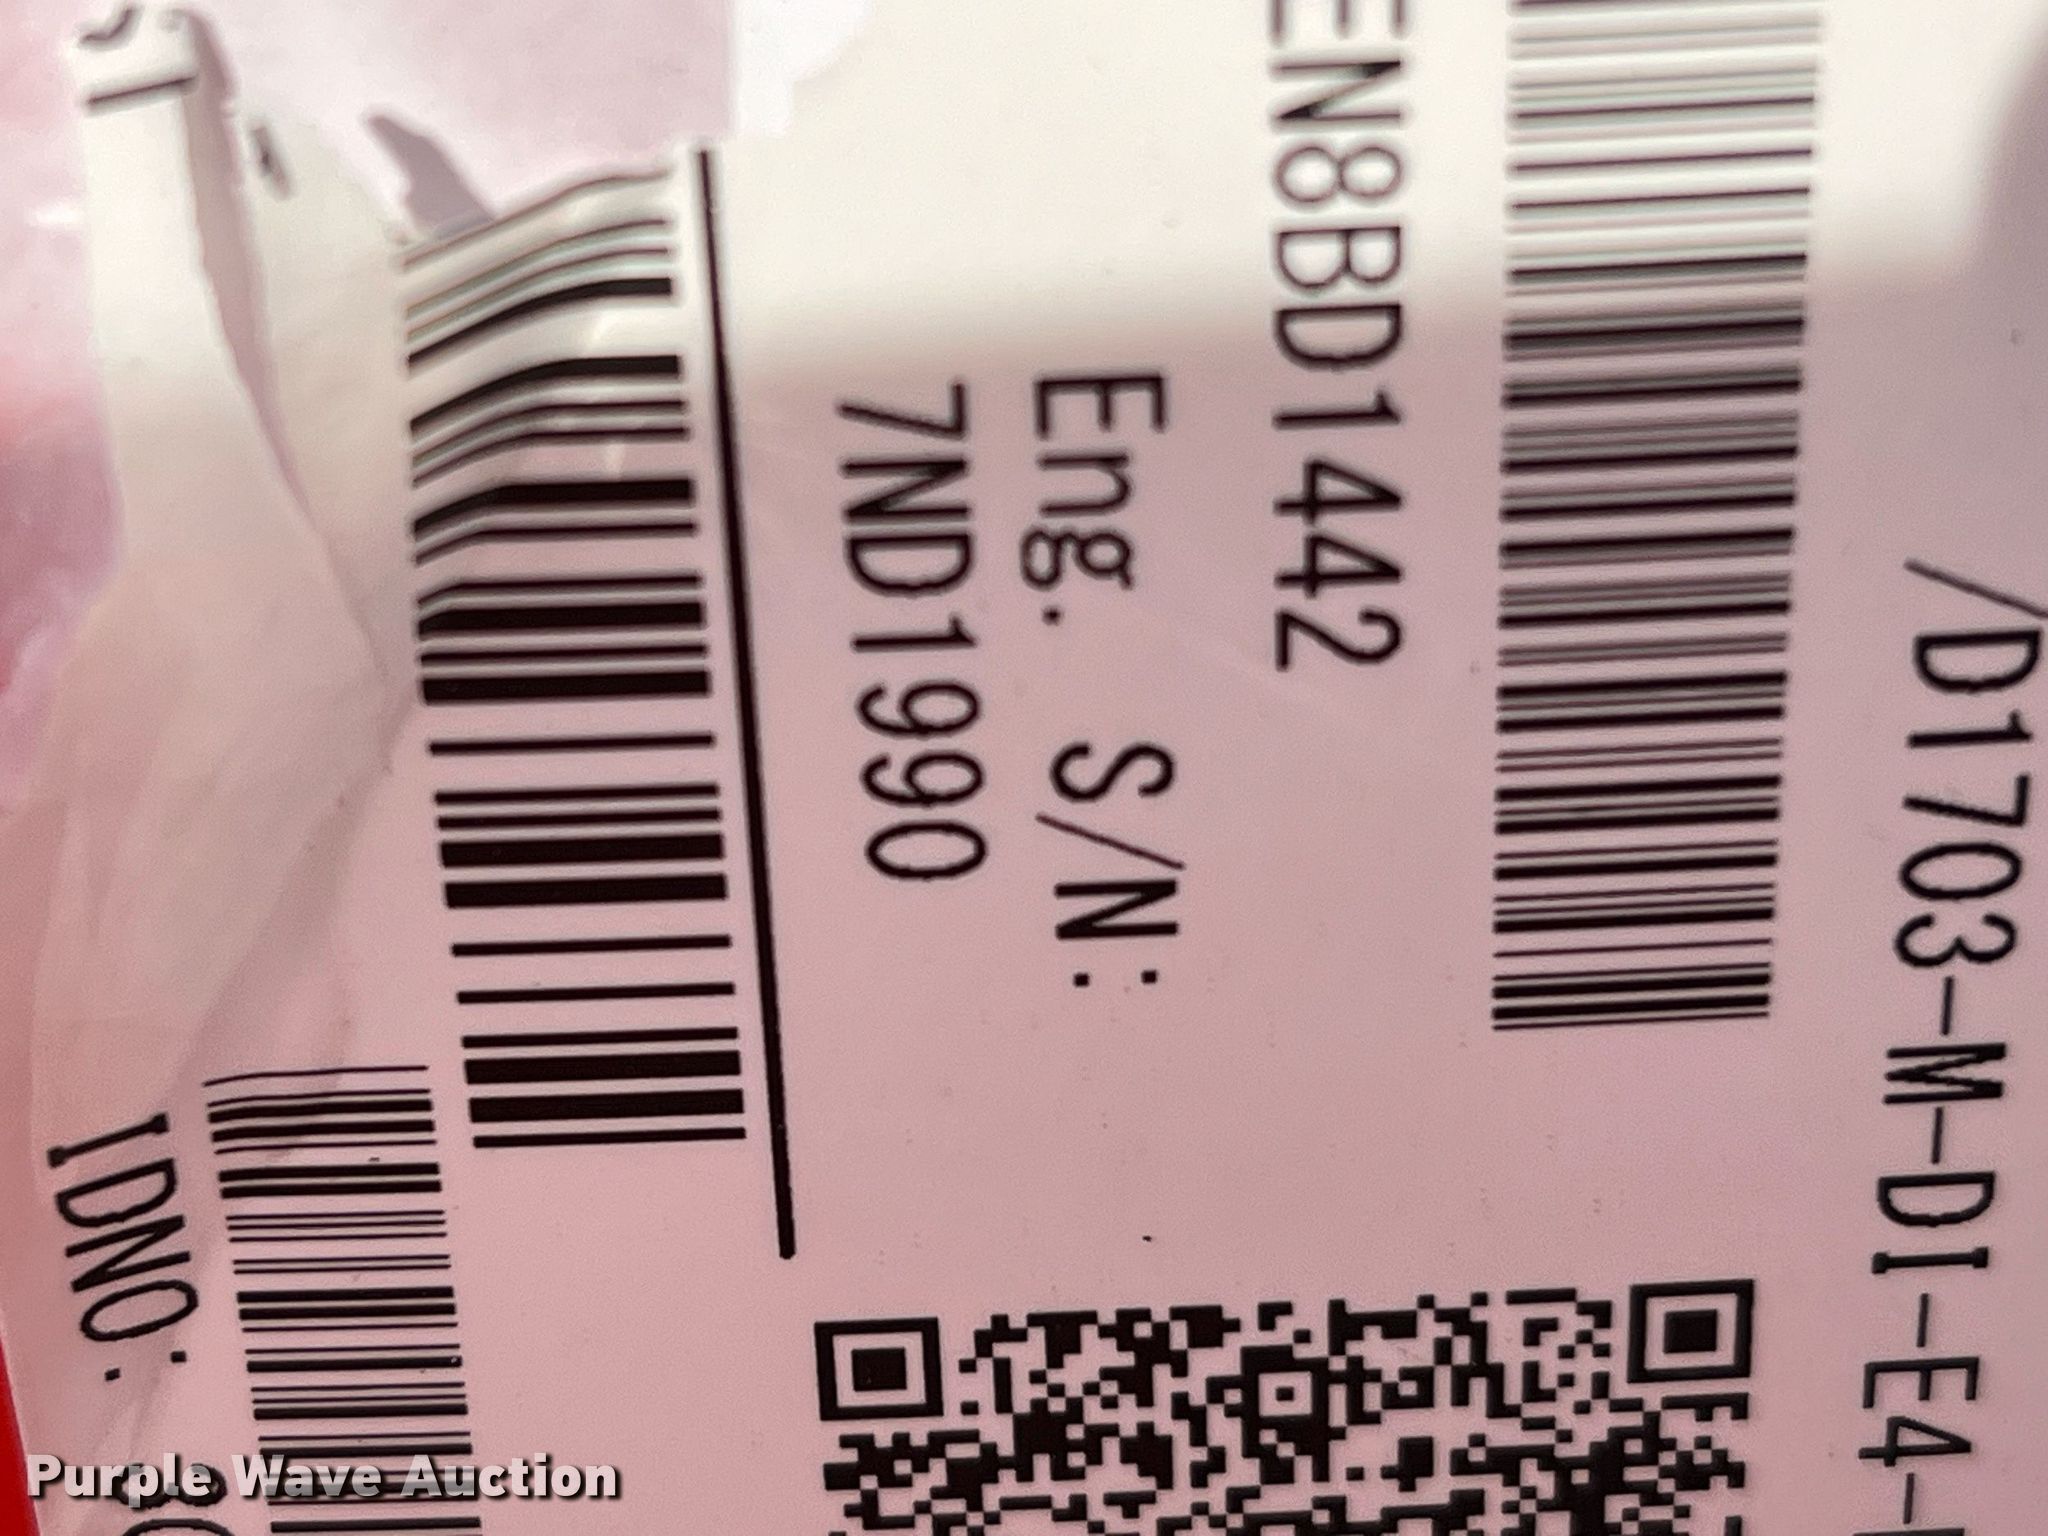 /D1703-M-DI-E4-
EN8BD1442
Eng. S/N:
7ND1990
IDNO:
Purple Wave Auction